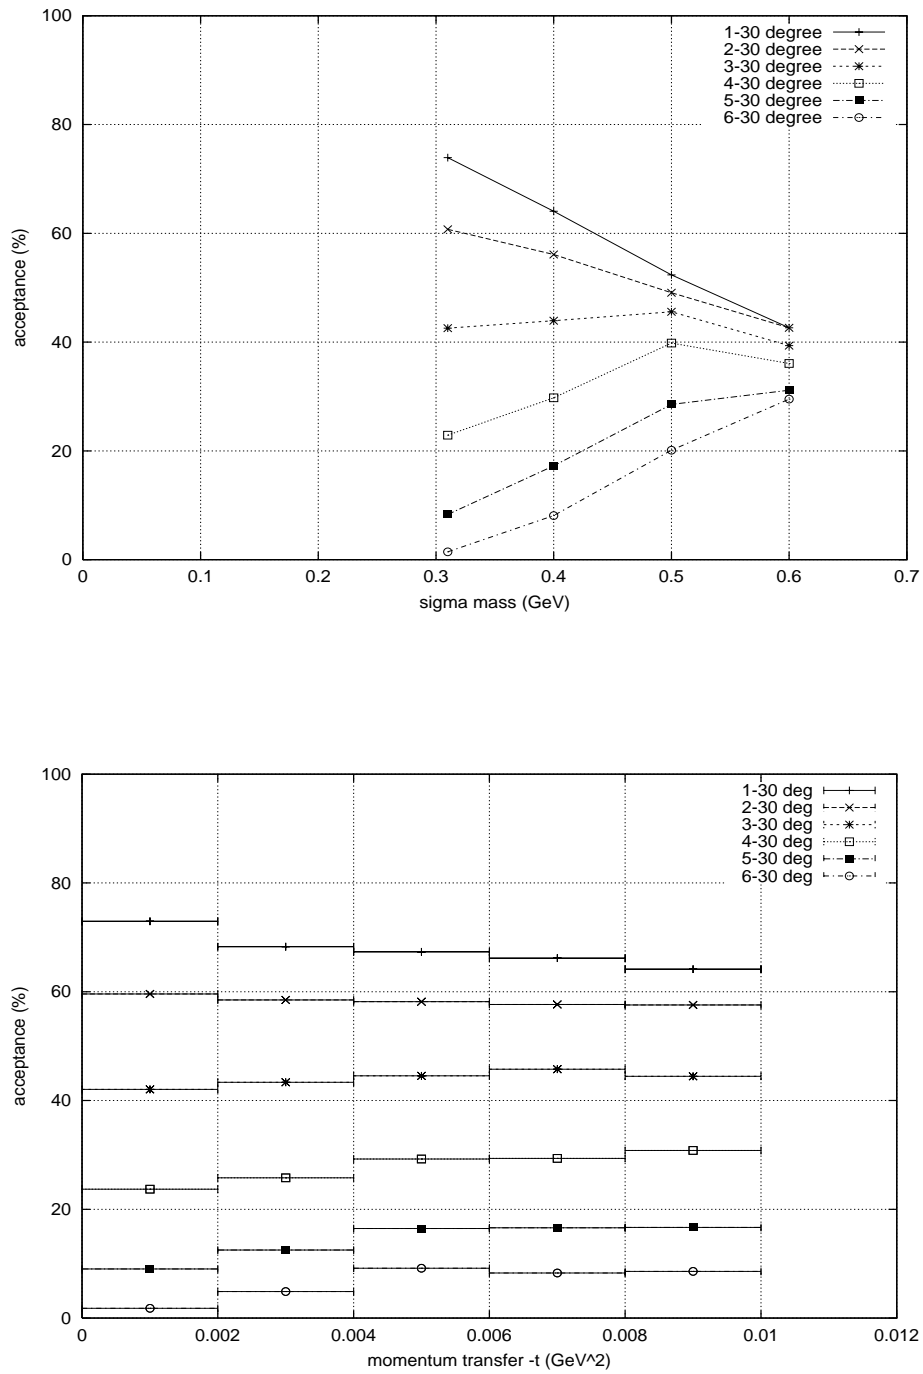 100
80
60
40
20
0
acceptance (%)
1-30 degree
2-30 degree
3-30 degree
4-30 degree
5-30 degree
6-30 degree
0 0.1 0.2 0.3 0.4 0.5 0.6 0.7
sigma mass (GeV)
100
80
60
40
20
0
acceptance (%)
1-30 deg
2-30 deg
3-30 deg
4-30 deg
5-30 deg
6-30 deg
0 0.002 0.004 0.006 0.008 0.01 0.012
momentum transfer -t (GeV^2)